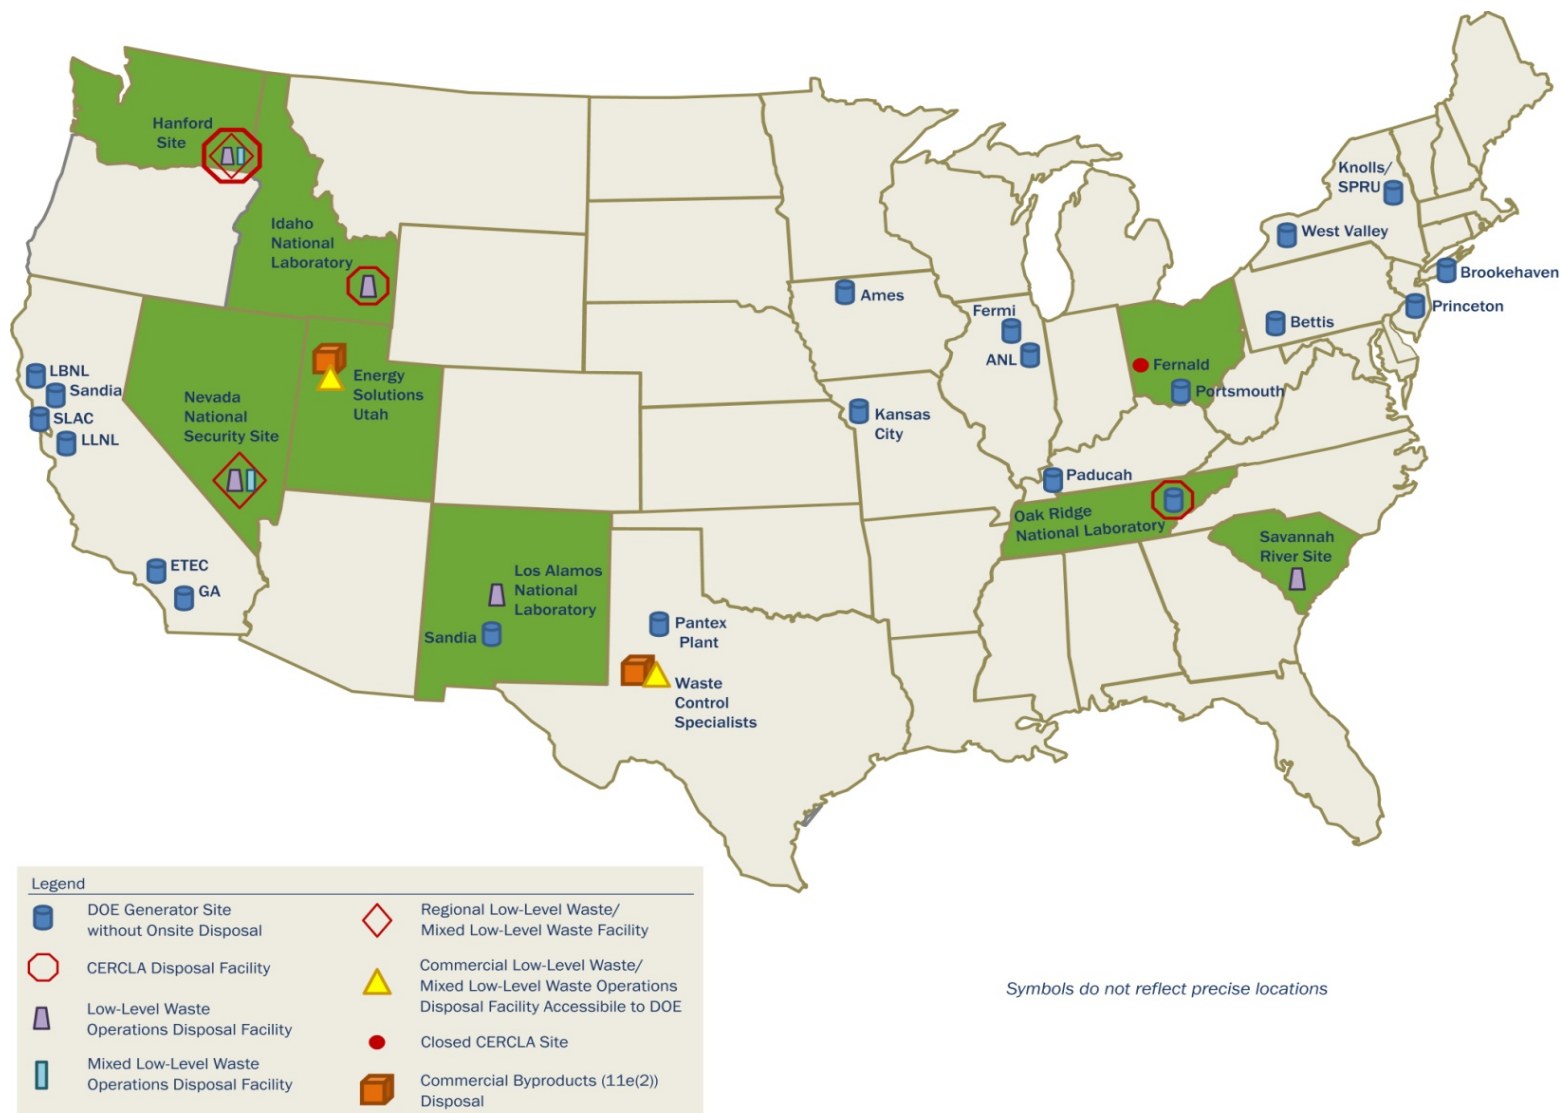 Hanford
Site
Idaho
National
Laboratory
Knolls/
SPRU
West Valley
Brookehaven
Princeton
Bettis
Ames
Fermi
ANL
Fernald
Portsmouth
LBNL
Sandia
SLAC
LLNL
Nevada
National
Security Site
Energy
Solutions
Utah
Kansas
City
Paducah
Oak Ridge
National Laboratory
Savannah
River Site
ETEC
GA
Los Alamos
National
Laboratory
Sandia
Pantex
Plant
Waste
Control
Specialists
Legend
DOE Generator Site
without Onsite Disposal
CERCLA Disposal Facility
Low-Level Waste
Operations Disposal Facility
Mixed Low-Level Waste
Operations Disposal Facility
Regional Low-Level Waste/
Mixed Low-Level Waste Facility
Commercial Low-Level Waste/
Mixed Low-Level Waste Operations
Disposal Facility Accessibile to DOE
Closed CERCLA Site
Commercial Byproducts (11e(2))
Disposal
Symbols do not reflect precise locations